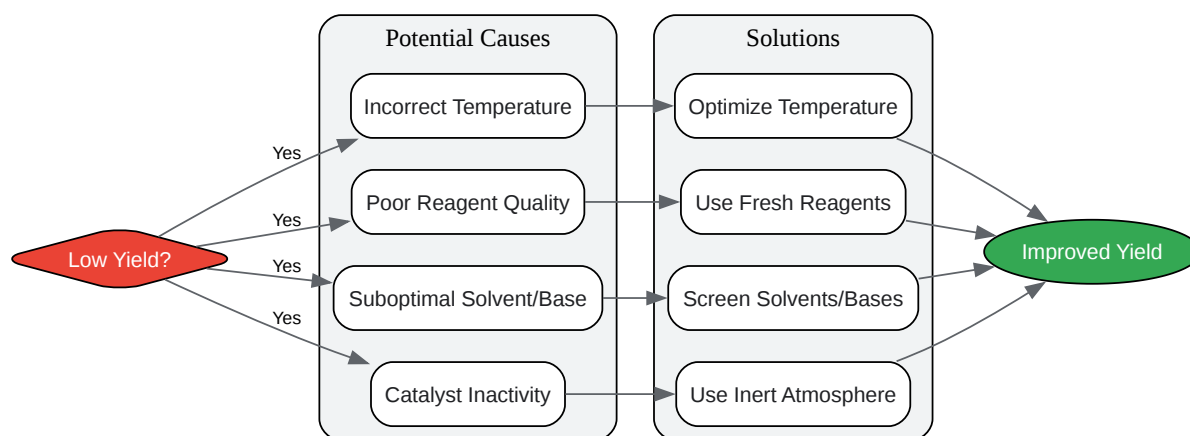 Potential Causes
Solutions
Incorrect Temperature
Optimize Temperature
Yes
Poor Reagent Quality
Use Fresh Reagents
Yes
Low Yield?
Improved Yield
Yes
Suboptimal Solvent/Base
Screen Solvents/Bases
Yes
Catalyst Inactivity
Use Inert Atmosphere